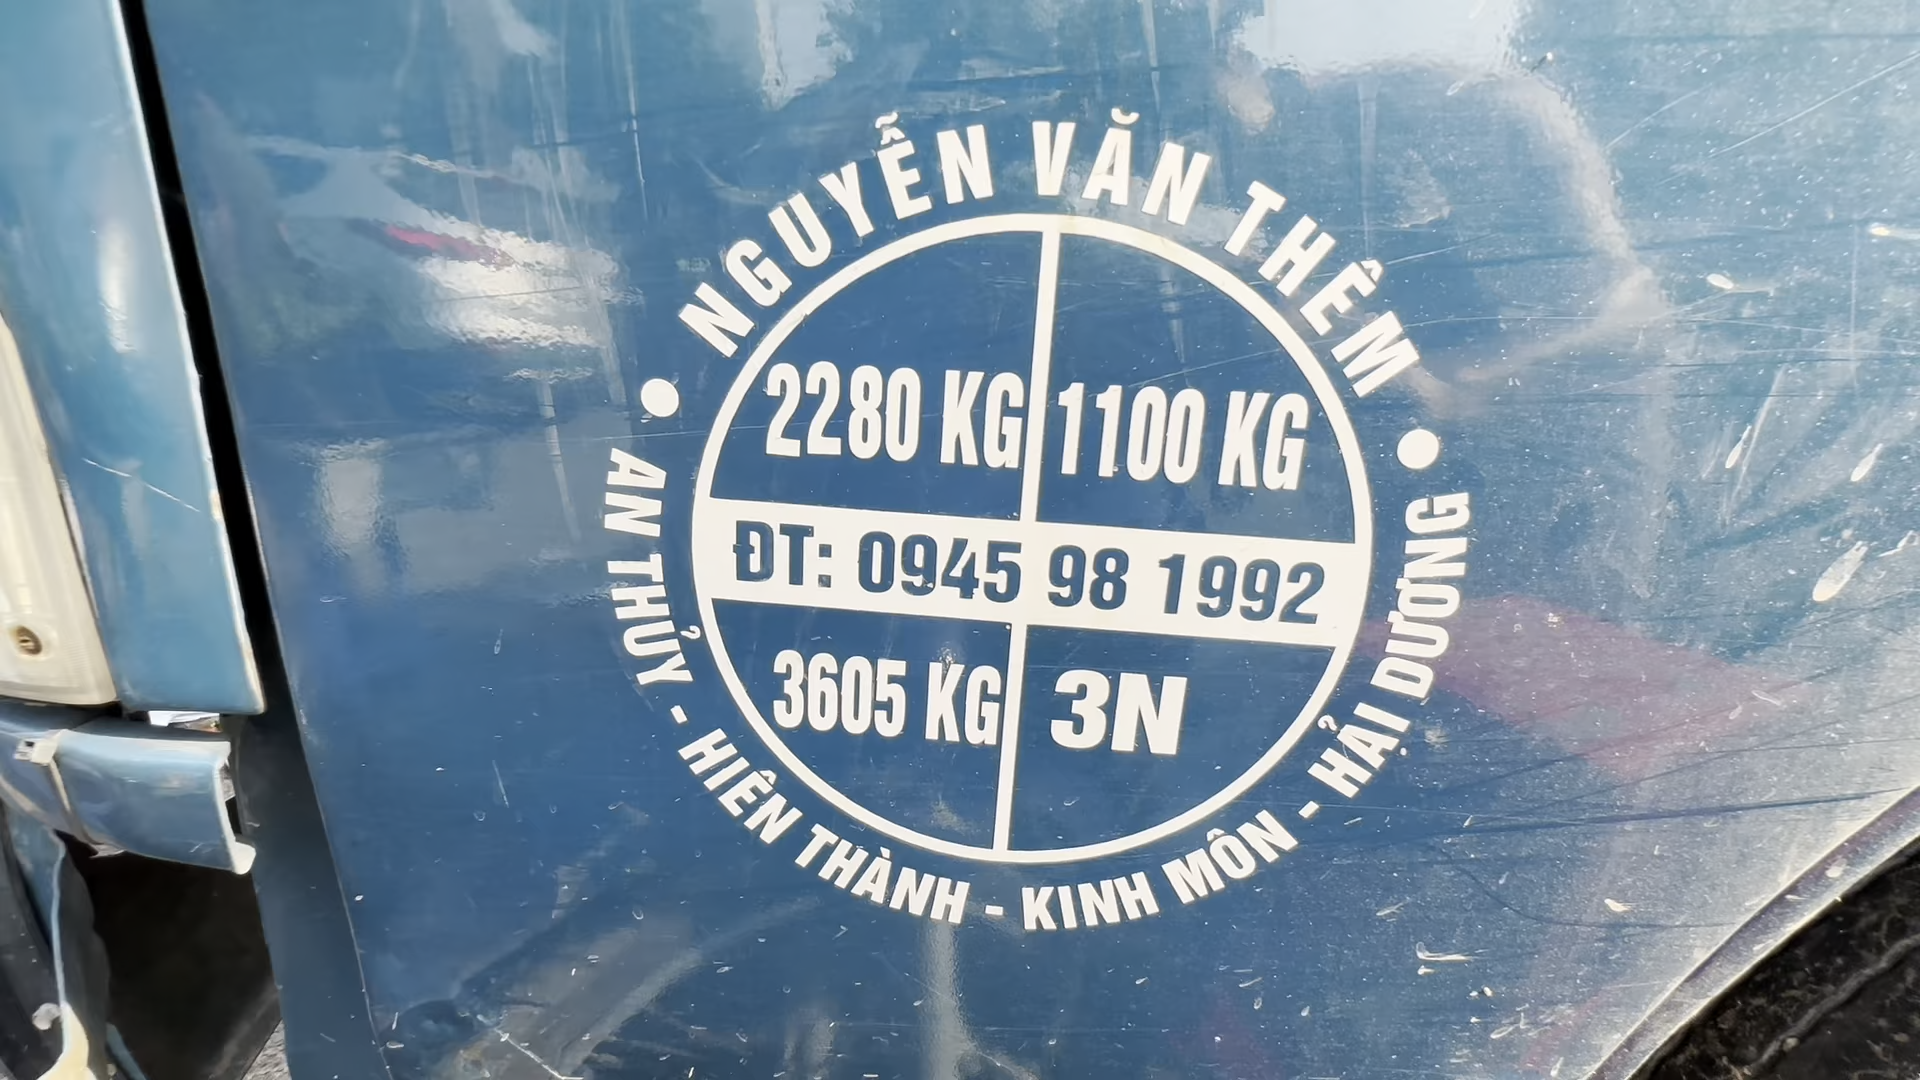 NGUYỄN VĂN THÊM
2280 KG 1100 KG
ĐT: 0945 98 1992
3605 KG 3N
AN THỦY - HIÊN THÀNH - KINH MÔN - HẢI DƯƠNG